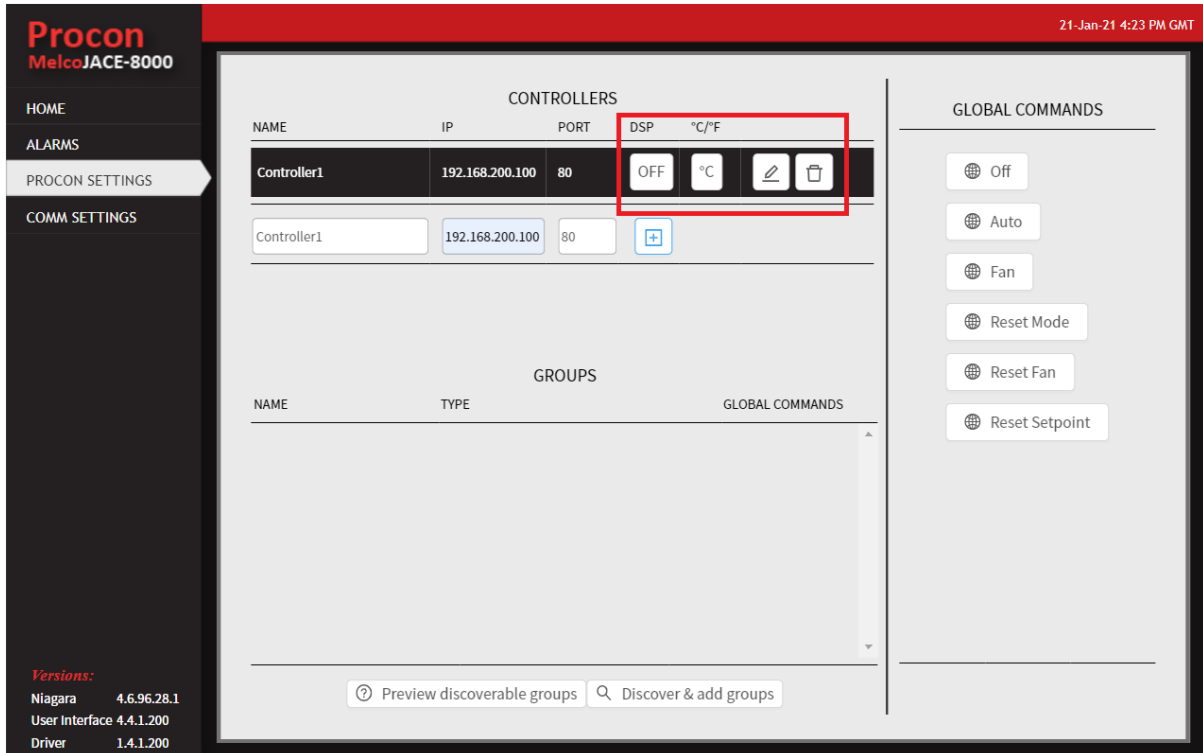 Procon
MelcoJACE-8000
21-Jan-21 4:23 PM GMT
HOME
ALARMS
PROCON SETTINGS
COMM SETTINGS
CONTROLLERS
NAME IP PORT DSP °C/°F
Controller1 192.168.200.100 80 OFF °C
Controller1 192.168.200.100 80
GROUPS
NAME TYPE GLOBAL COMMANDS
Preview discoverable groups Discover & add groups
GLOBAL COMMANDS
Off
Auto
Fan
Reset Mode
Reset Fan
Reset Setpoint
Versions:
Niagara 4.6.96.28.1
User Interface 4.4.1.200
Driver 1.4.1.200